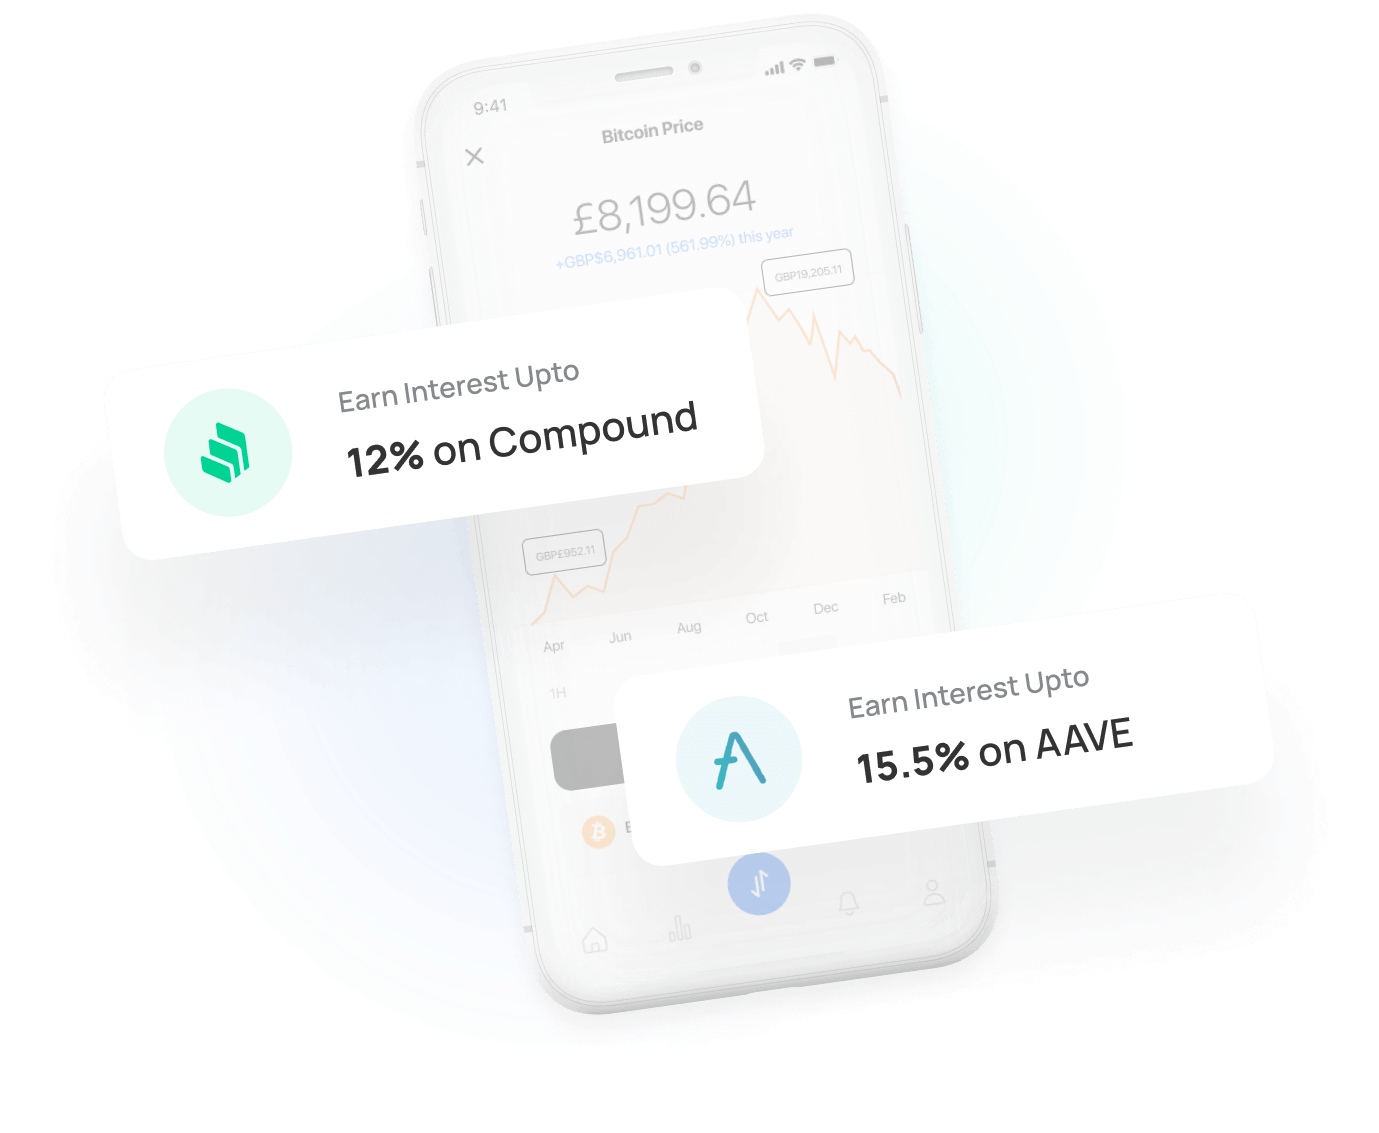 9:41
Bitcoin Price
£8,199.64
+GBP$6,961.01 (561.99%) this year
GBP19,205.11
Earn Interest Upto
12% on Compound
GBP£952.11
Apr Jun Aug Oct Dec Feb
1H
Earn Interest Upto
15.5% on AAVE